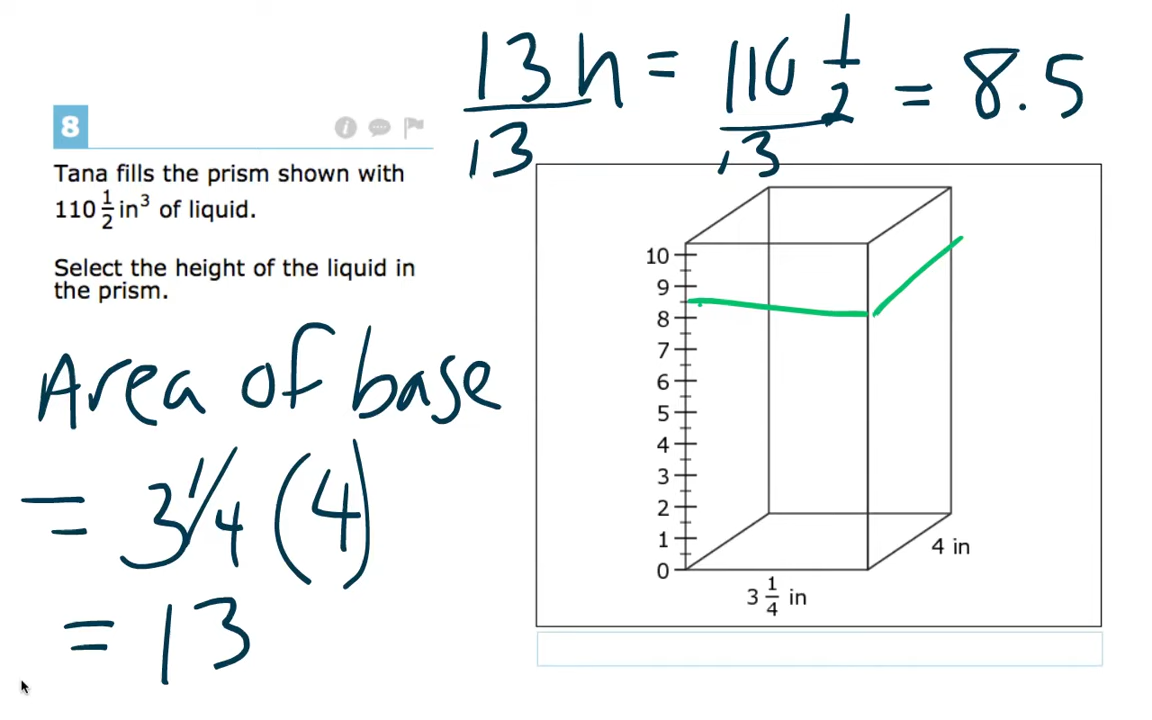 13h = 110 1/2 = 8.5
13 13
8
Tana fills the prism shown with
110 1/2 in³ of liquid.
Select the height of the liquid in
the prism.
Area of base
= 3 1/4 (4)
= 13
10
9
8
7
6
5
4
3
2
1
0
4 in
3 1/4 in